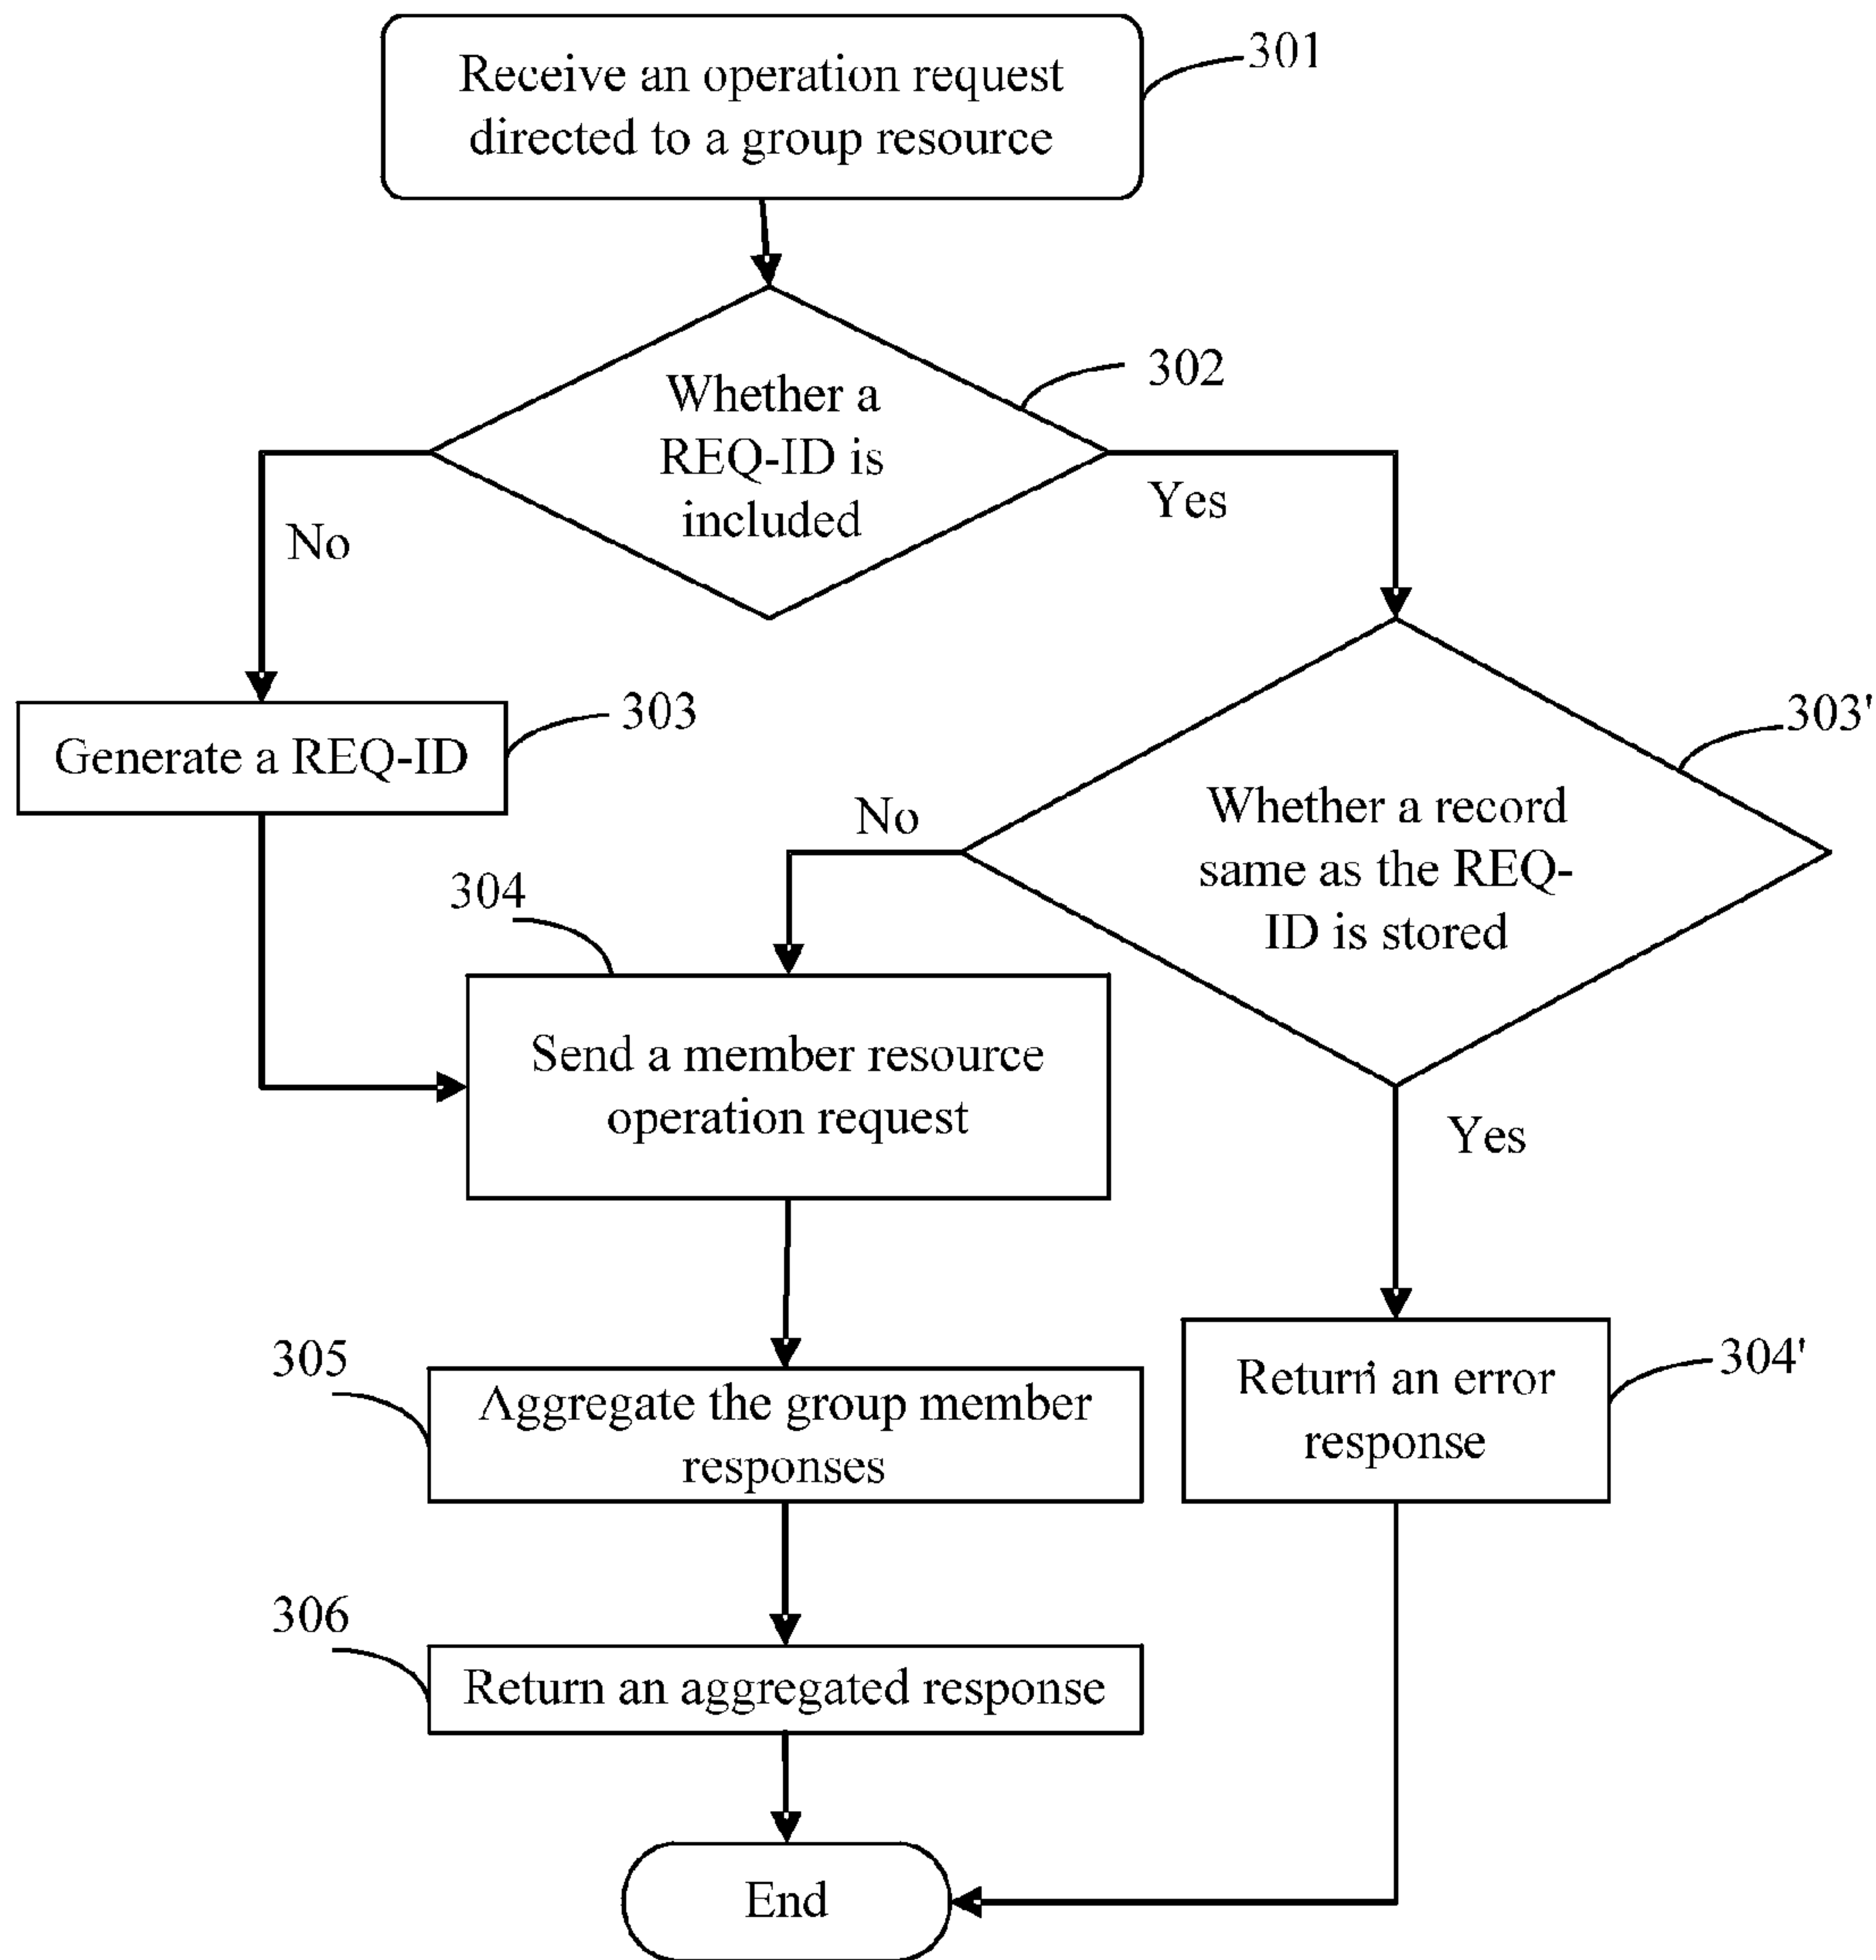 Receive an operation request
directed to a group resource
301
Whether a
REQ-ID is
included
302
No
Yes
Generate a REQ-ID
303
Whether a record
same as the REQ-
ID is stored
303'
No
304
Send a member resource
operation request
Yes
305
Aggregate the group member
responses
Return an error
response
304'
306
Return an aggregated response
End